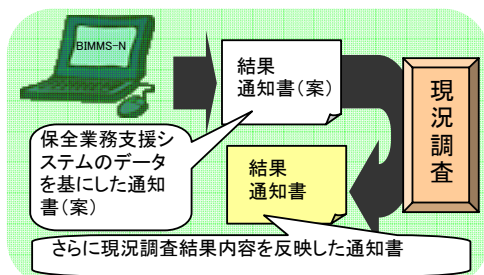 BIMMS-N
結果
通知書(案)
現況調査
保全業務支援シ
ステムのデータ
を基にした通知
書(案)
結果
通知書
さらに現況調査結果内容を反映した通知書